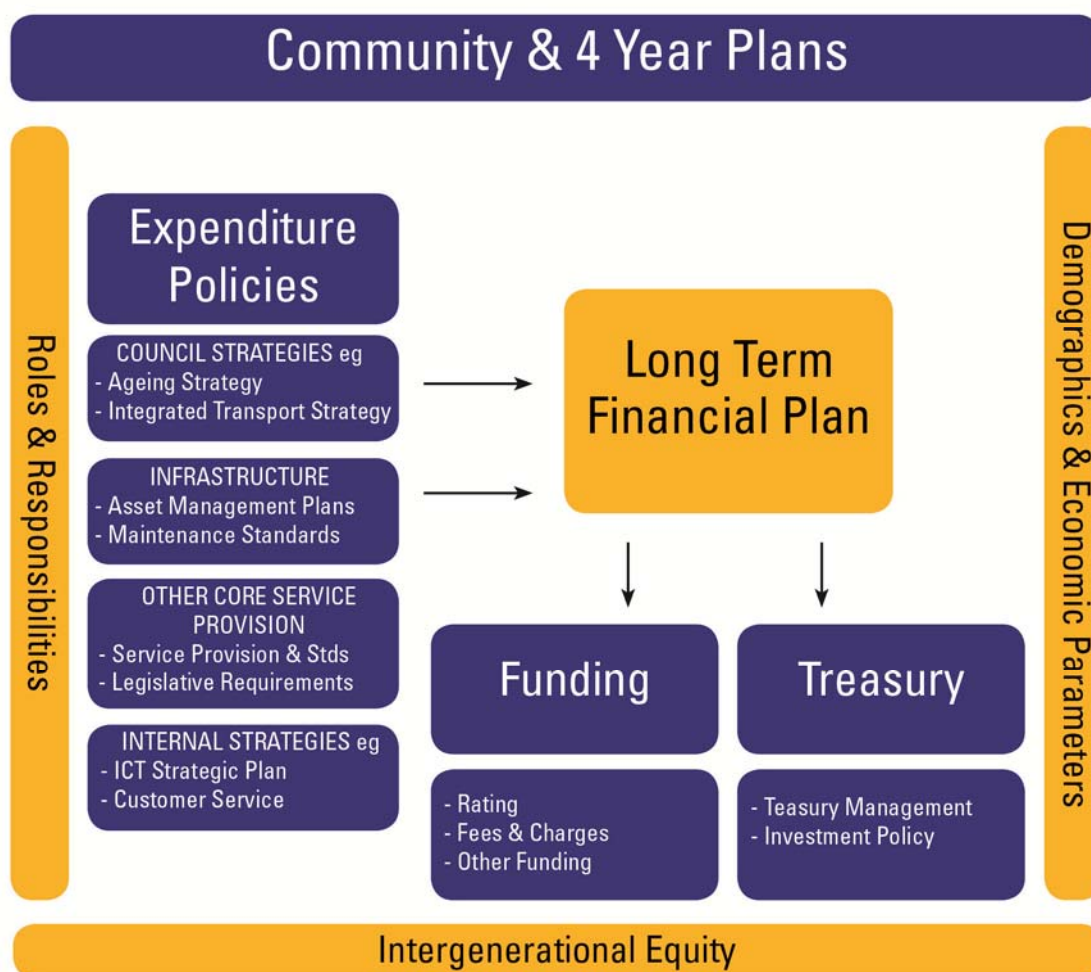 Community & 4 Year Plans
Roles & Responsibilities
Expenditure
Policies
COUNCIL STRATEGIES eg
- Ageing Strategy
- Integrated Transport Strategy
INFRASTRUCTURE
- Asset Management Plans
- Maintenance Standards
OTHER CORE SERVICE
PROVISION
- Service Provision & Stds
- Legislative Requirements
INTERNAL STRATEGIES eg
- ICT Strategic Plan
- Customer Service
Long Term
Financial Plan
Funding
- Rating
- Fees & Charges
- Other Funding
Treasury
- Teasury Management
- Investment Policy
Demographics & Economic Parameters
Intergenerational Equity